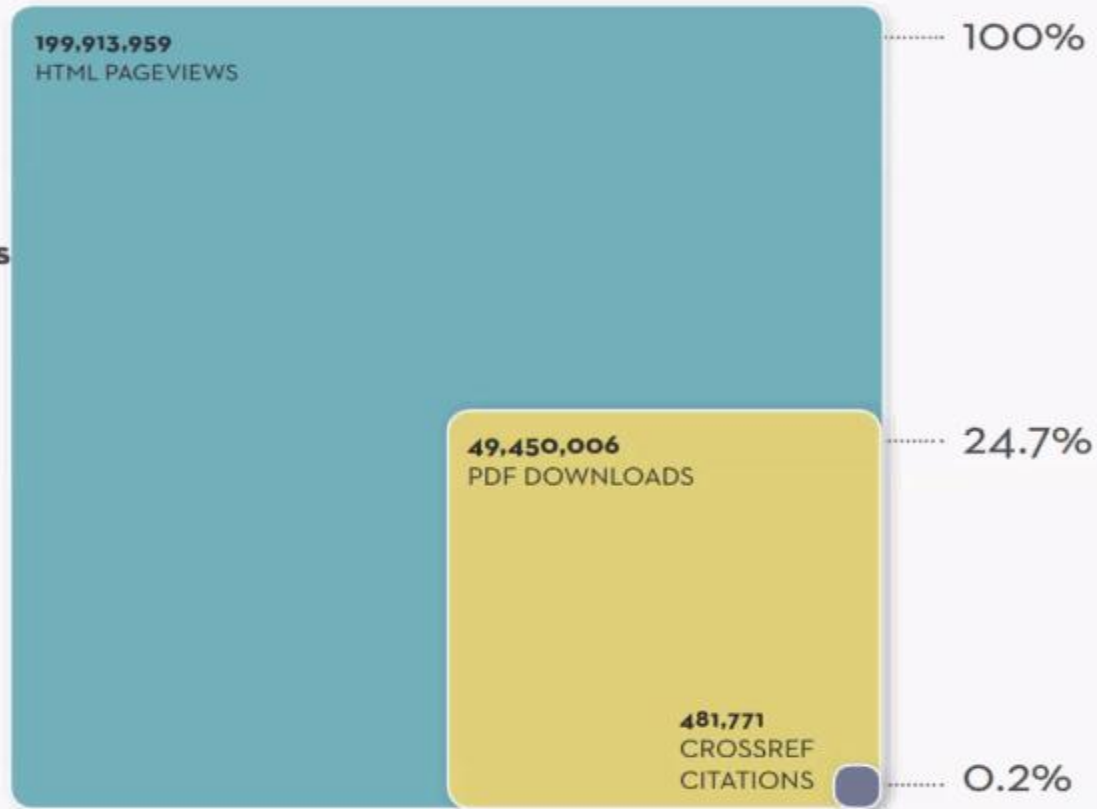 199,913,959
HTML PAGEVIEWS
100%
49,450,006
PDF DOWNLOADS
24.7%
481,771
CROSSREF
CITATIONS
0.2%